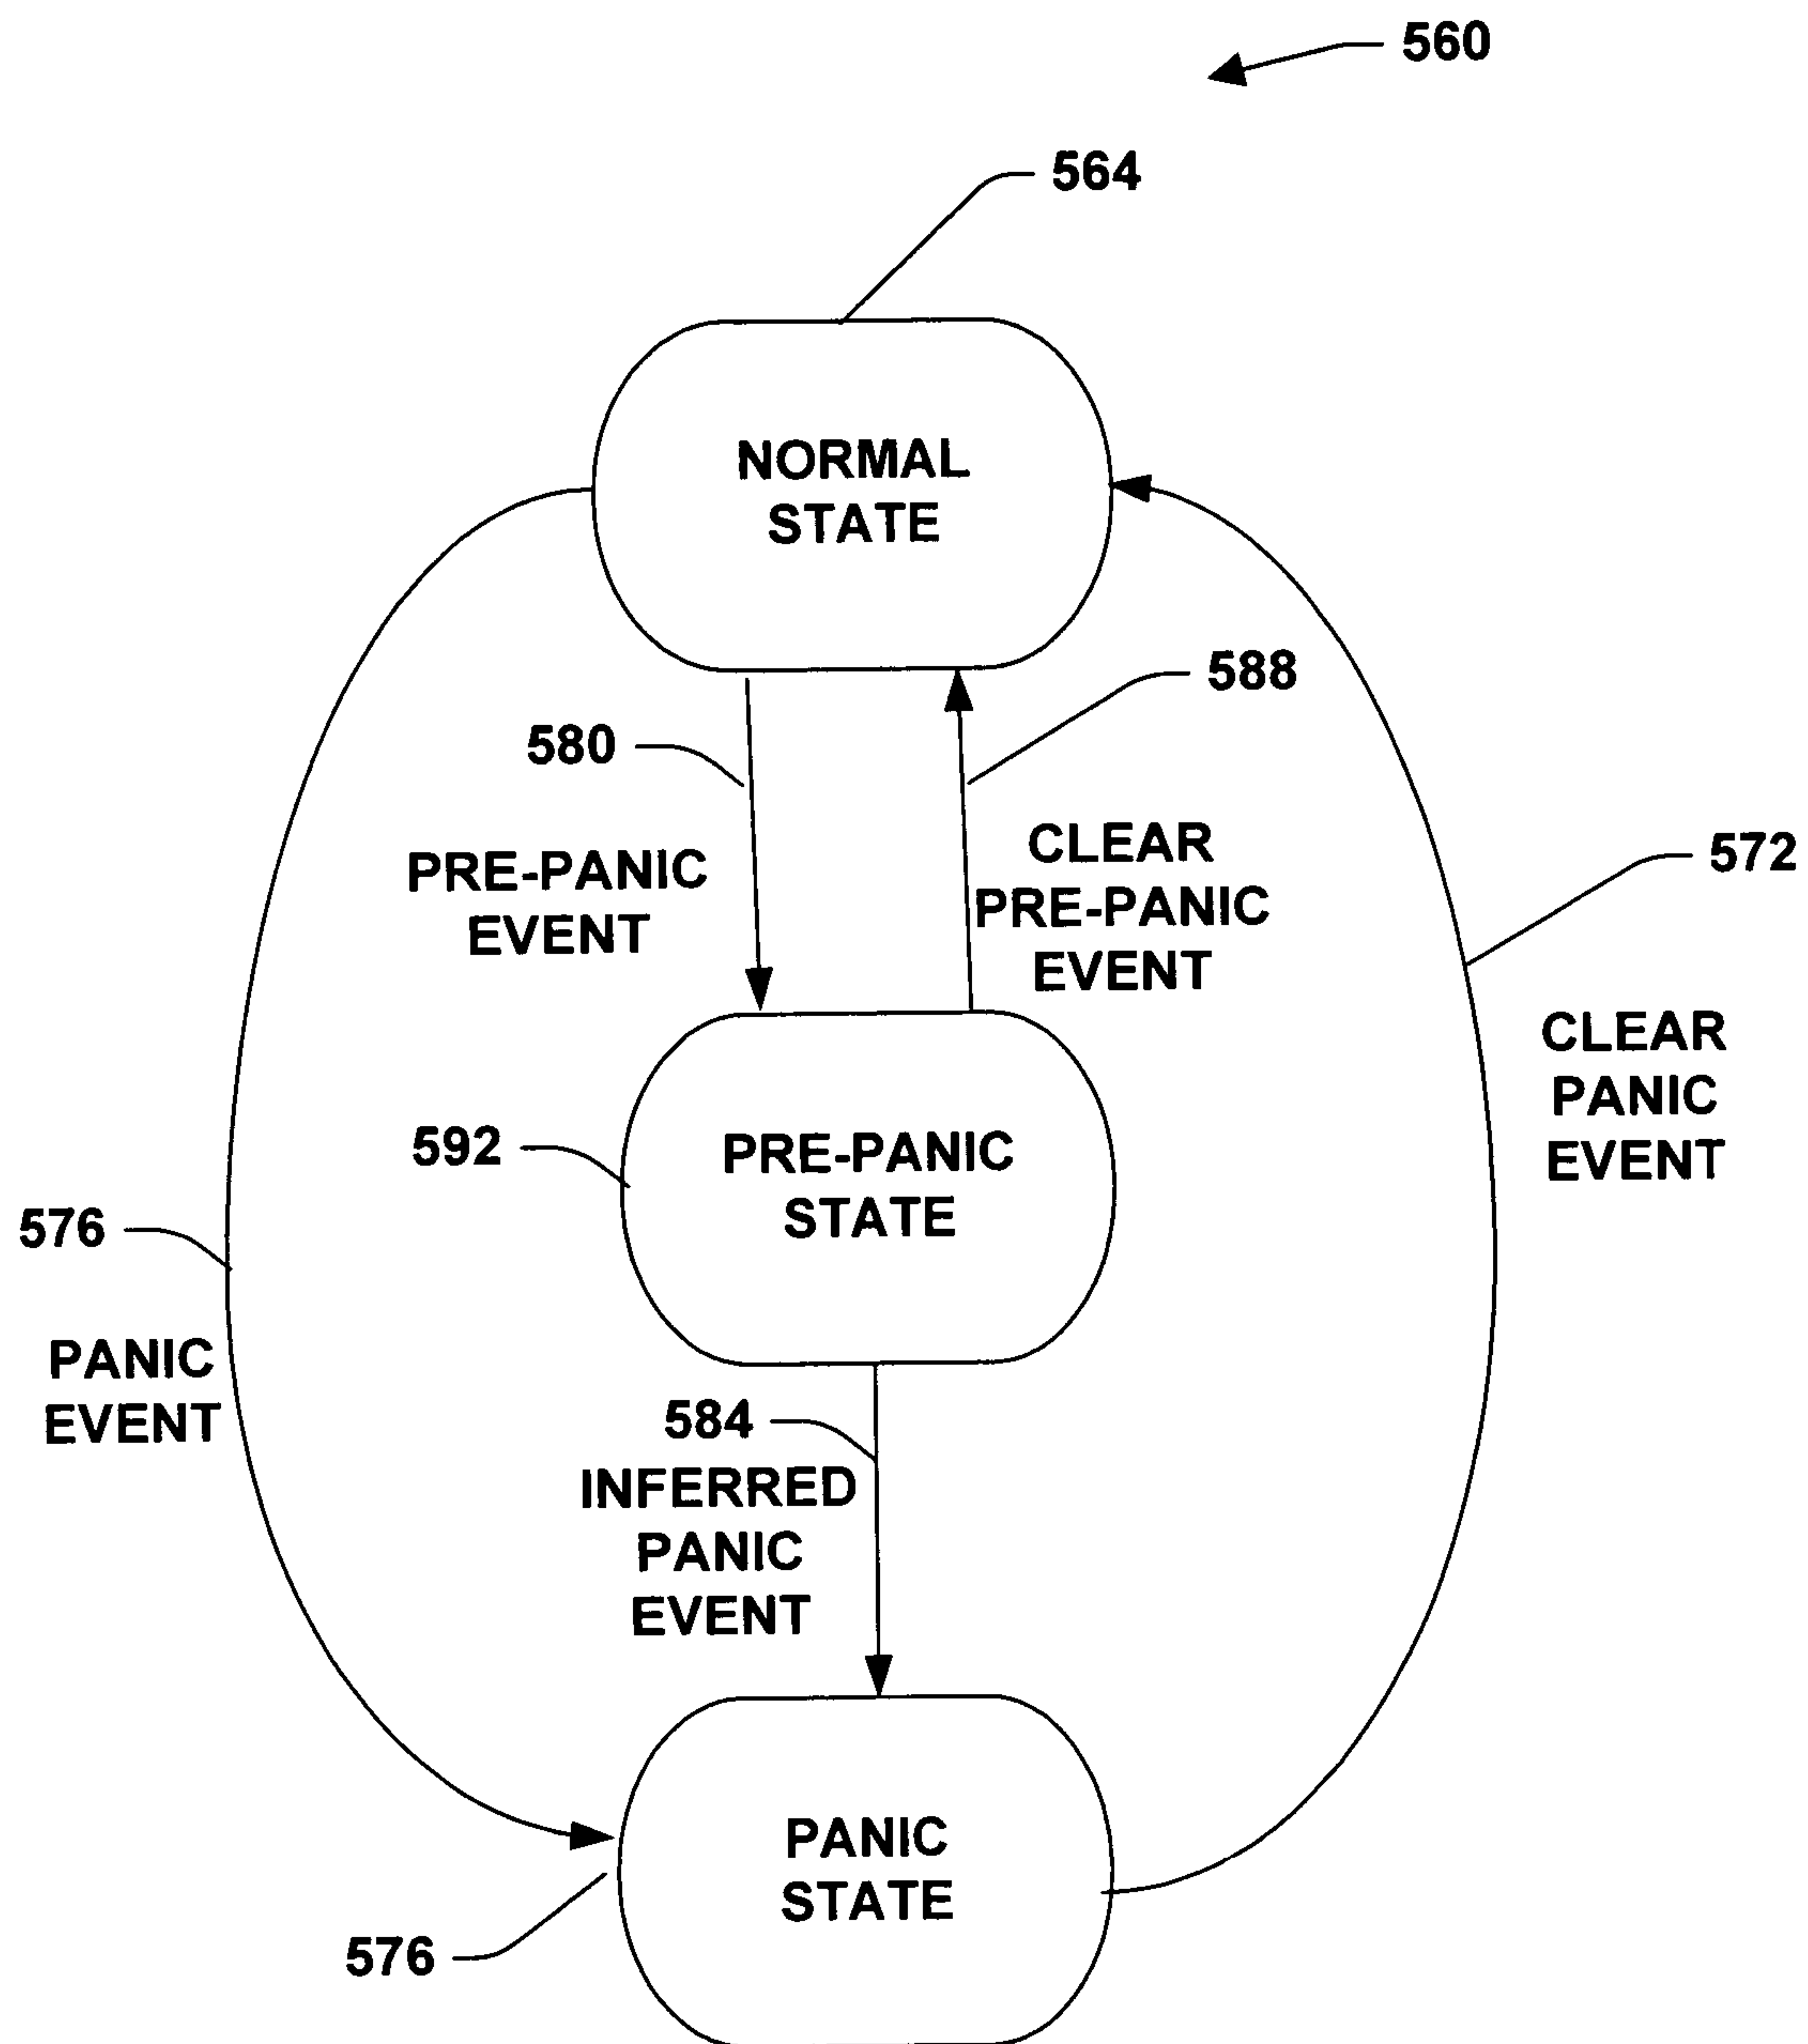 560
564
NORMAL
STATE
588
580
CLEAR
PRE-PANIC
EVENT
PRE-PANIC
EVENT
572
CLEAR
PANIC
EVENT
592
PRE-PANIC
STATE
576
PANIC
EVENT
584
INFERRED
PANIC
EVENT
PANIC
STATE
576